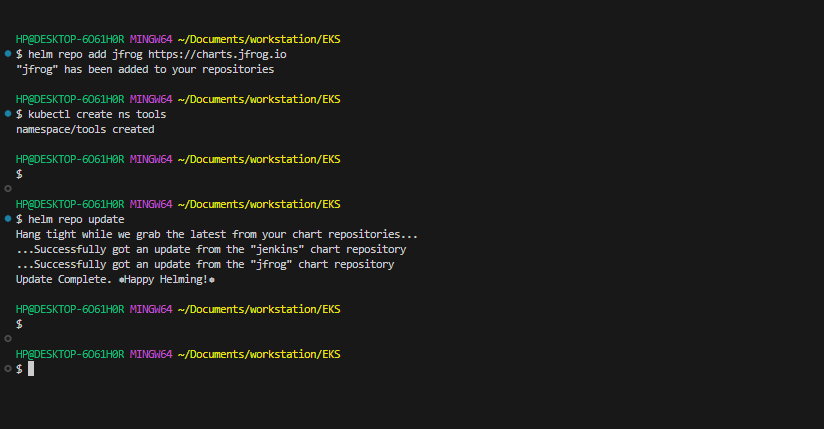 HP@DESKTOP-6O61H0R MINGW64 ~/Documents/workstation/EKS
$ helm repo add jfrog https://charts.jfrog.io
"jfrog" has been added to your repositories
HP@DESKTOP-6O61H0R MINGW64 ~/Documents/workstation/EKS
$ kubectl create ns tools
namespace/tools created
HP@DESKTOP-6O61H0R MINGW64 ~/Documents/workstation/EKS
$
HP@DESKTOP-6O61H0R MINGW64 ~/Documents/workstation/EKS
$ helm repo update
Hang tight while we grab the latest from your chart repositories...
...Successfully got an update from the "jenkins" chart repository
...Successfully got an update from the "jfrog" chart repository
Update Complete. ⎈Happy Helming!⎈
HP@DESKTOP-6O61H0R MINGW64 ~/Documents/workstation/EKS
$
HP@DESKTOP-6O61H0R MINGW64 ~/Documents/workstation/EKS
$